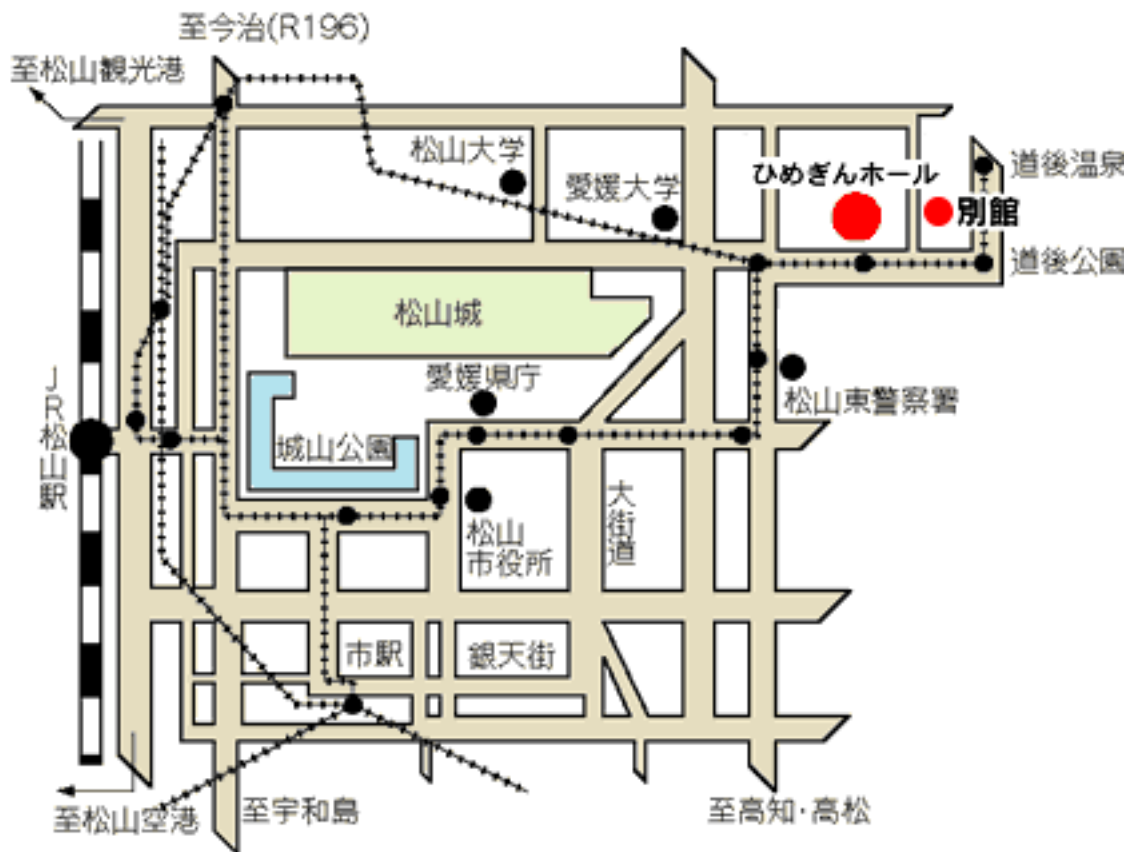 至今治(R196)
至松山観光港
松山大学
愛媛大学
ひめぎんホール
道後温泉
別館
道後公園
松山城
愛媛県庁
JR松山駅
松山東警察署
城山公園
大街道
松山
市役所
市駅
銀天街
至松山空港
至宇和島
至高知・高松